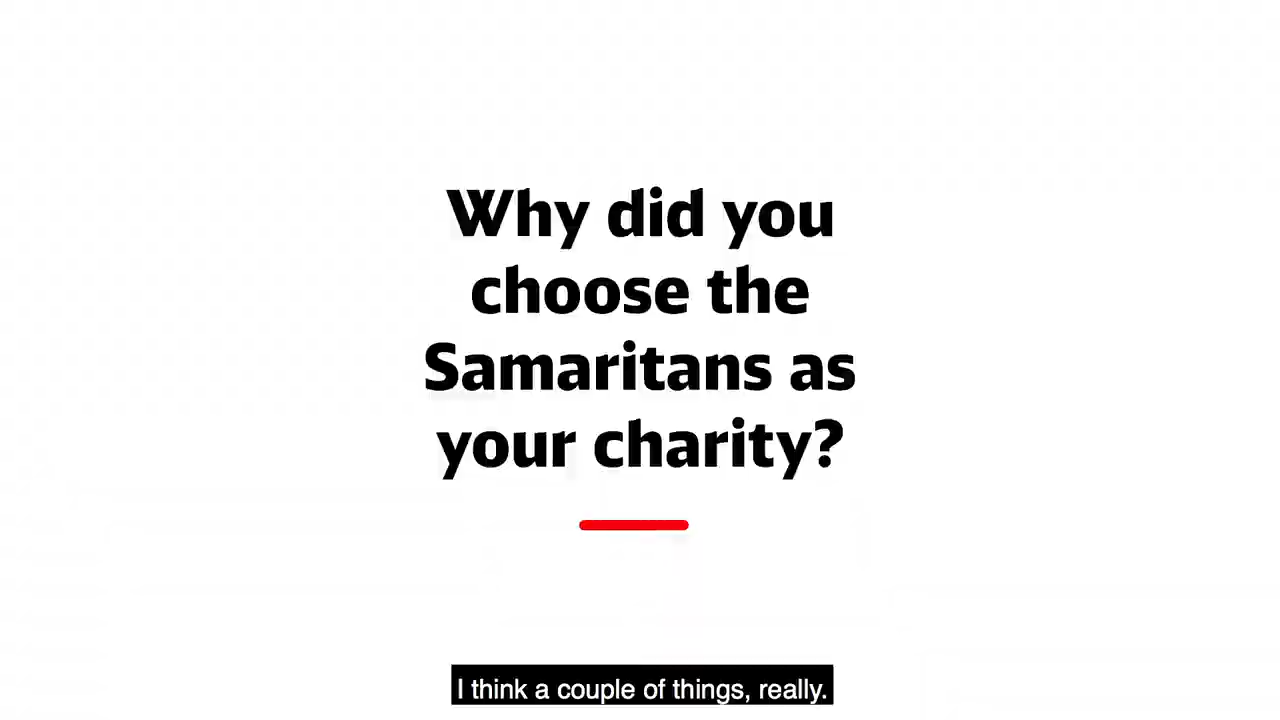 Why did you
choose the
Samaritans as
your charity?
I think a couple of things, really.